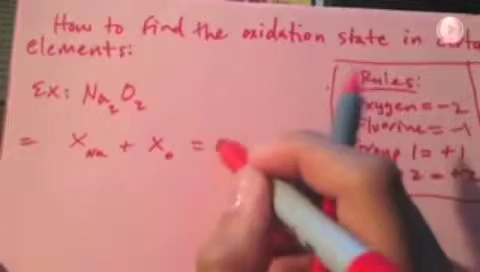 How to find the oxidation state in
elements:
Rules:
Ex: Na2O2
Oxygen = -2
Fluorine = -1
= XNa + XO =
Group 1 = +1
2 = +2